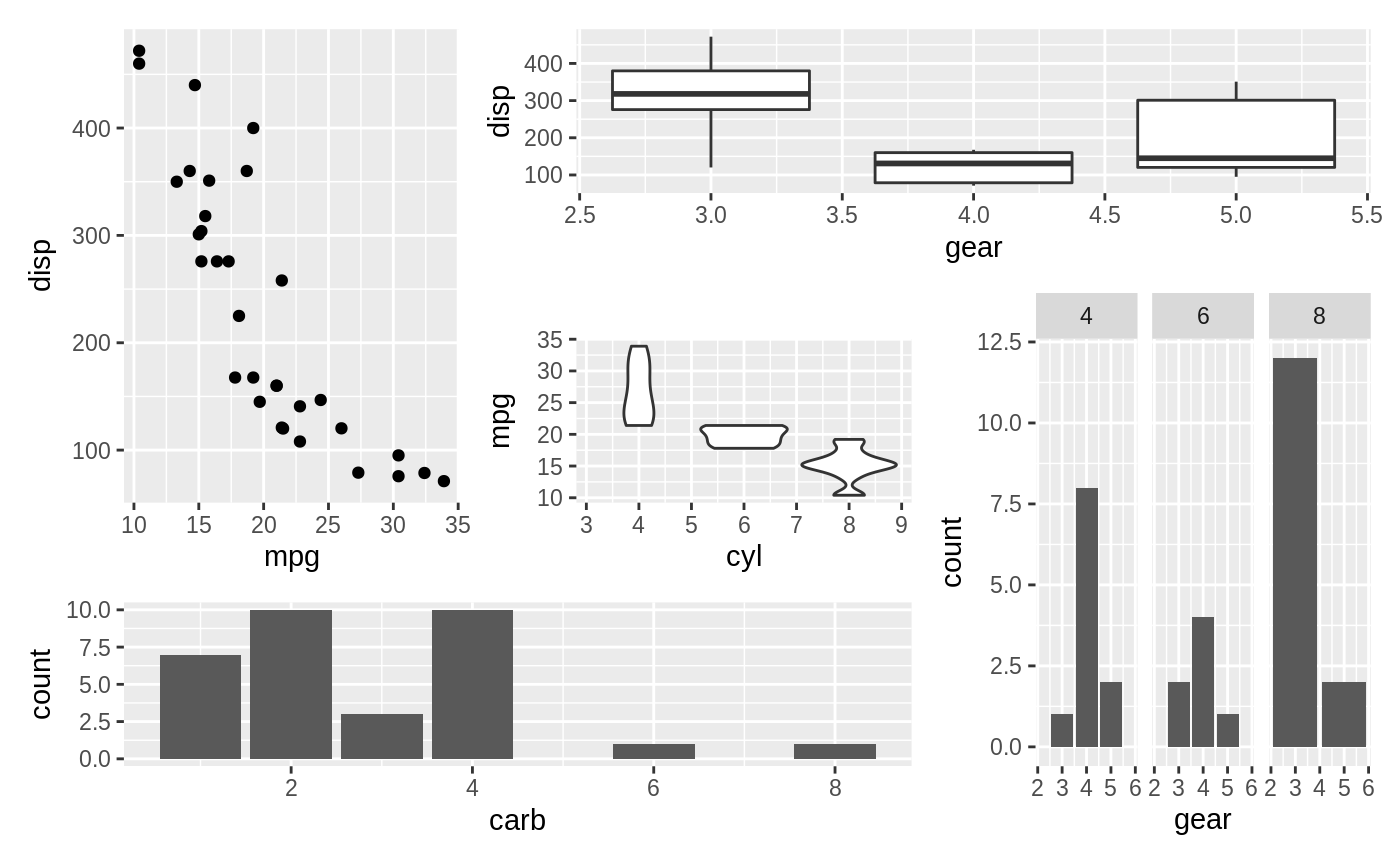 disp
400
300
200
100
10 15 20 25 30 35
mpg
disp
400
300
200
100
2.5 3.0 3.5 4.0 4.5 5.0 5.5
gear
mpg
35
30
25
20
15
10
3 4 5 6 7 8 9
cyl
4 6 8
count
12.5
10.0
7.5
5.0
2.5
0.0
2 3 4 5 6 2 3 4 5 6 2 3 4 5 6
gear
count
10.0
7.5
5.0
2.5
0.0
2 4 6 8
carb